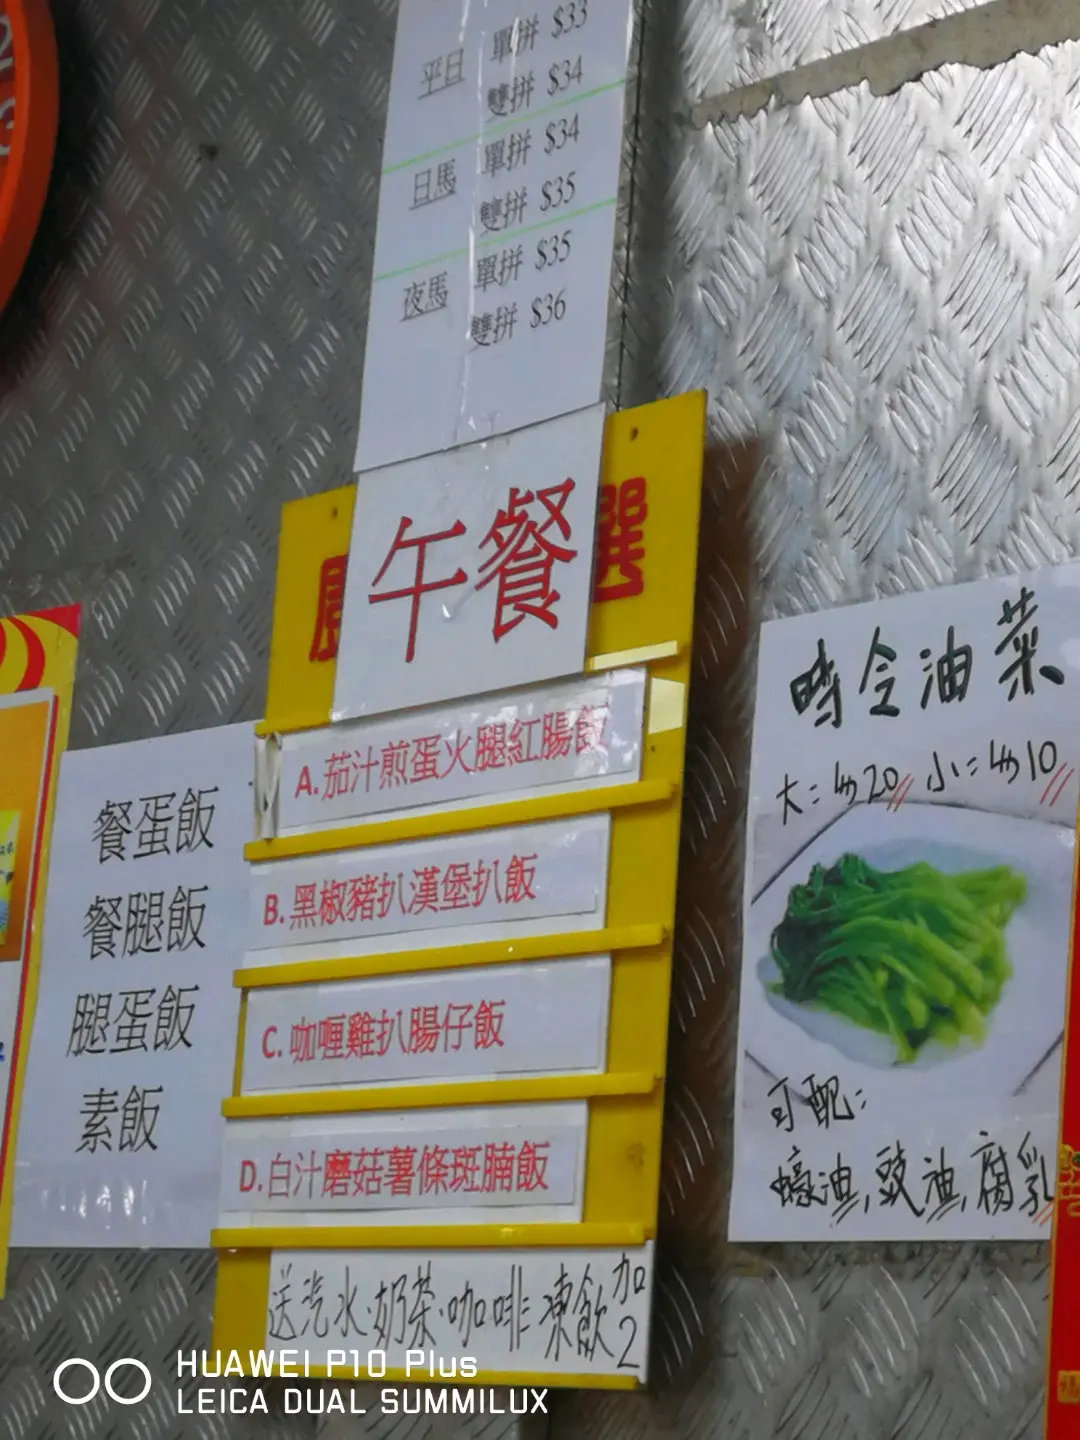 平日 單拼 $33
雙拼 $34
日馬 單拼 $34
雙拼 $35
夜馬 單拼 $35
雙拼 $36
午餐
選
A.茄汁煎蛋火腿紅腸飯
B.黑椒豬扒漢堡扒飯
C.咖喱雞扒腸仔飯
D.白汁磨菇薯條斑腩飯
送汽水.奶茶.咖啡 凍飲加2
餐蛋飯
餐腿飯
腿蛋飯
素飯
時令油菜
大:$20 小:$10
可配:
蠔油,豉油,腐乳
HUAWEI P10 Plus
LEICA DUAL SUMMILUX